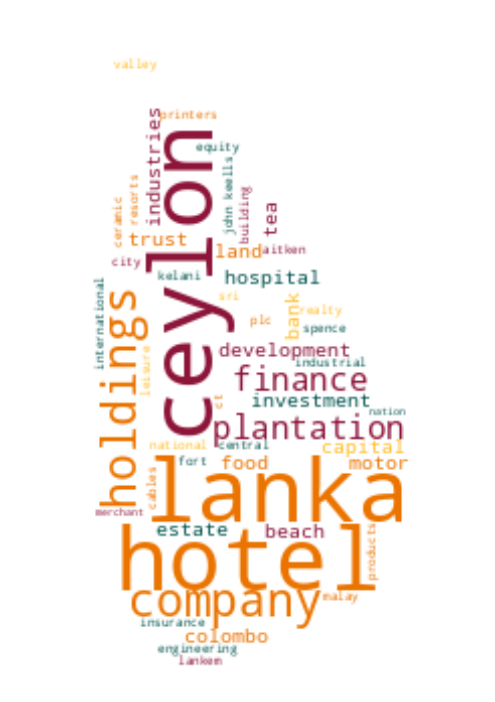 valley
printers
industries
ceylon
equity
john keells
resorts
building
ceramic
tea
trust
land
aitken
city
kelani
hospital
international
holdings
sri
bank
realty
plc
spence
leisure
development
industrial
finance
ct
investment
nation
plantation
national
central
capital
fort
food
motor
lanka
cables
merchant
hotel
estate
beach
products
company
malay
insurance
colombo
engineering
lankem